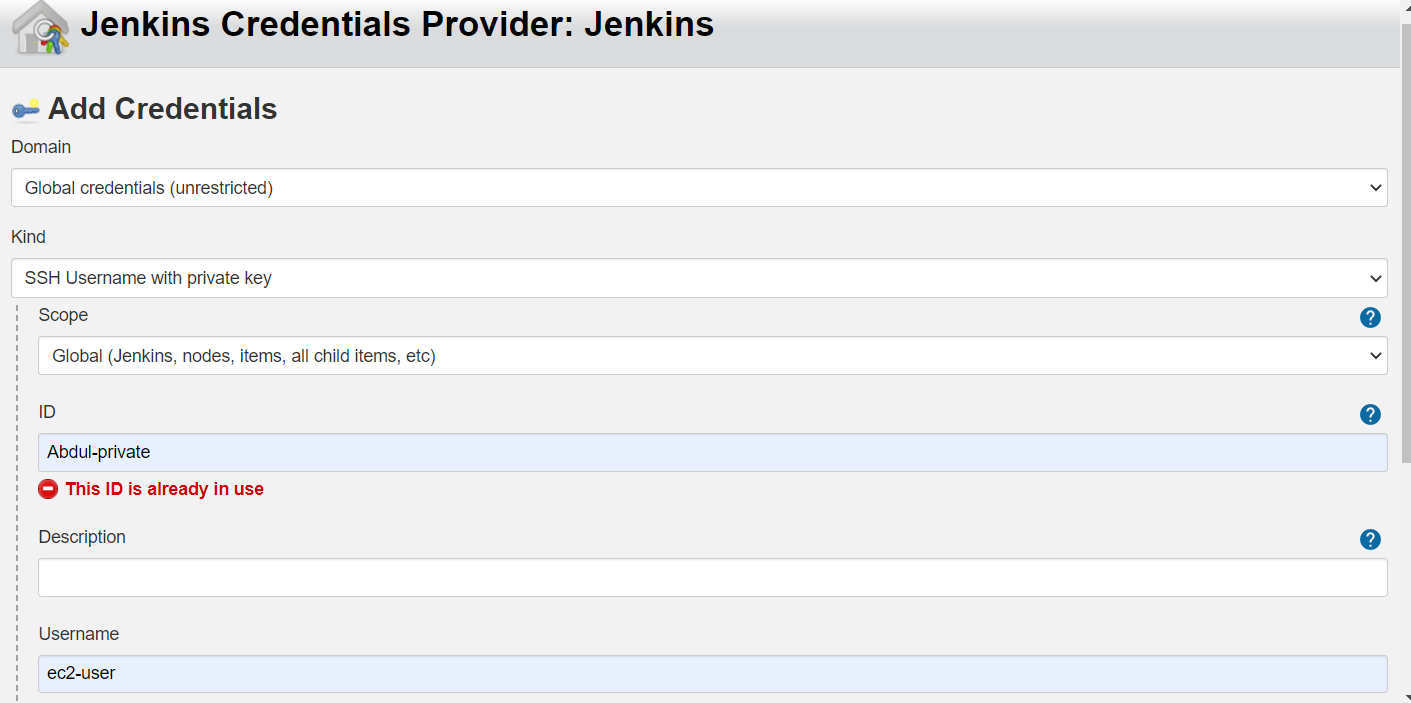 Jenkins Credentials Provider: Jenkins
Add Credentials
Domain
Global credentials (unrestricted)
Kind
SSH Username with private key
Scope
?
Global (Jenkins, nodes, items, all child items, etc)
ID
?
Abdul-private
This ID is already in use
Description
?
Username
ec2-user